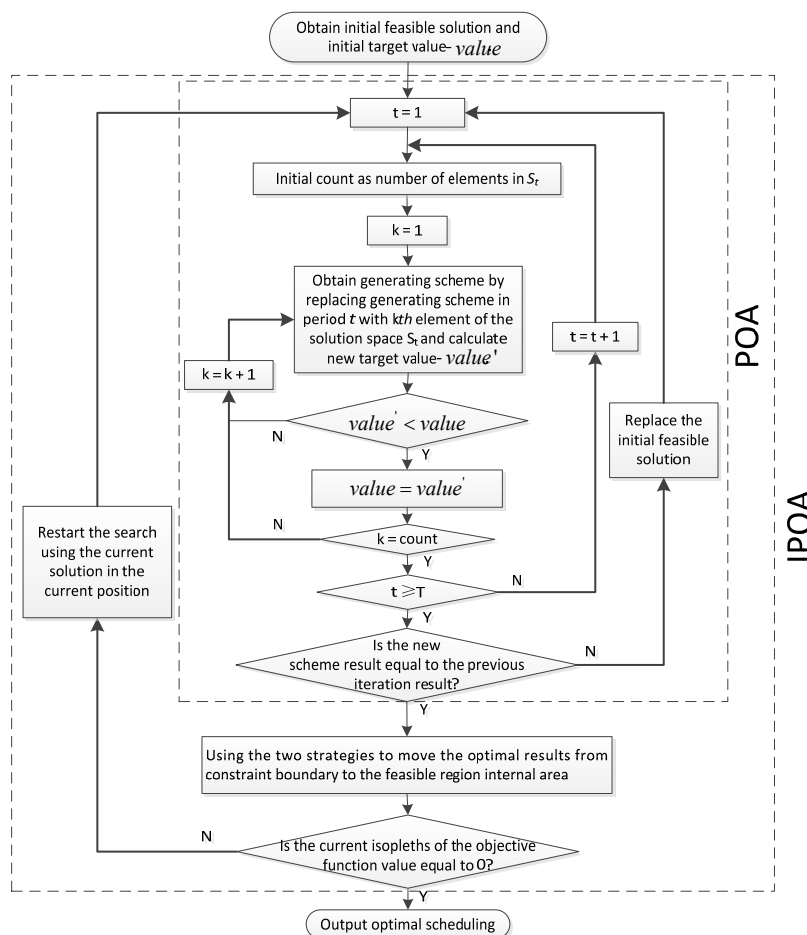 Obtain initial feasible solution and
initial target value- value
t = 1
Initial count as number of elements in St
k = 1
Obtain generating scheme by
replacing generating scheme in
period t with kth element of the
solution space St and calculate
new target value- value'
k = k + 1
t = t + 1
POA
value' < value
N
Y
Replace the
initial feasible
solution
value = value'
IPOA
Restart the search
using the current
solution in the
current position
N
k = count
Y
t ⩾T
N
Y
Is the new
scheme result equal to the previous
iteration result?
N
Y
Using the two strategies to move the optimal results from
constraint boundary to the feasible region internal area
N
Is the current isopleths of the objective
function value equal to 0?
Y
Output optimal scheduling